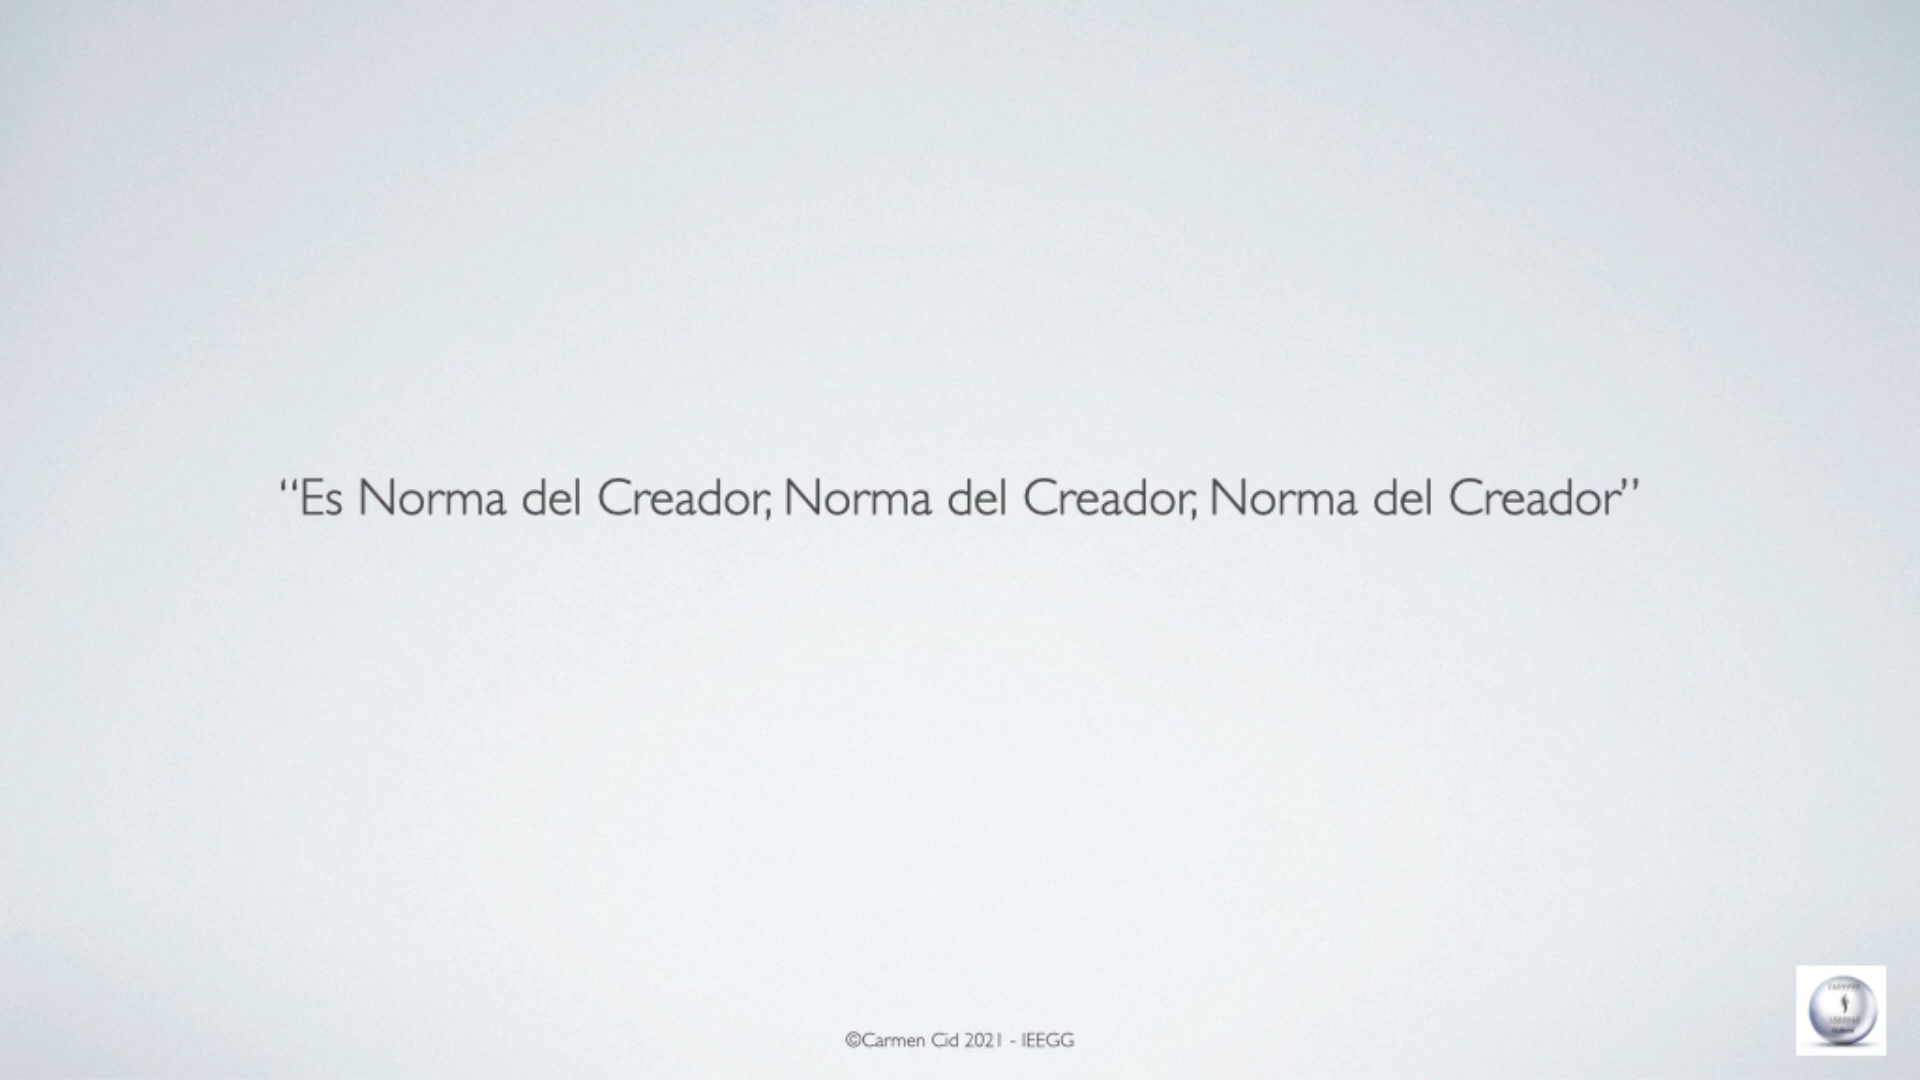 “Es Norma del Creador, Norma del Creador, Norma del Creador”
©Carmen Cid 2021 - IEEGG